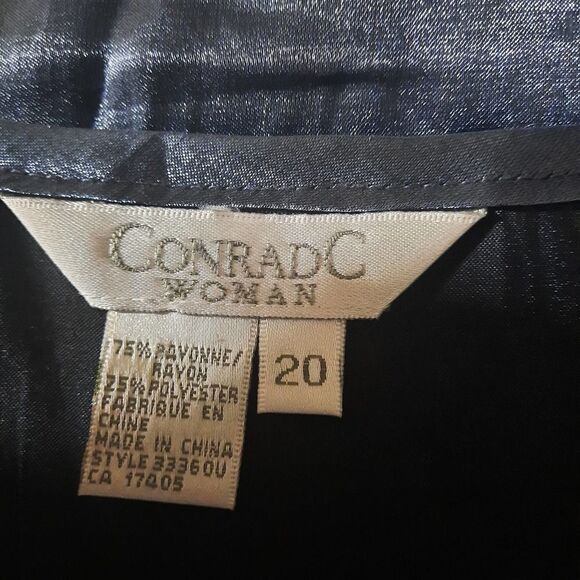 CONRADC
WOMAN
75% RAYONNE/
RAYON
25% POLYESTER
FABRIQUE EN
CHINE
MADE IN CHINA
STYLE 33360U
CA 17405
20